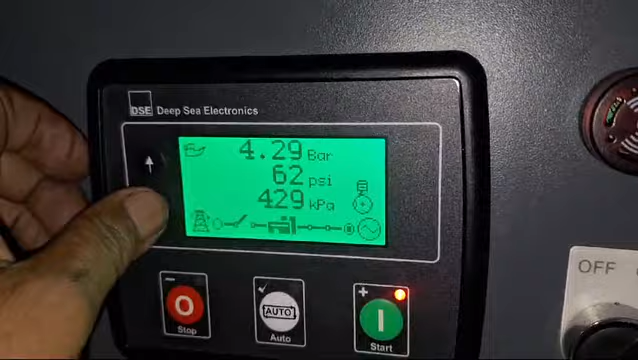 DSE Deep Sea Electronics
4.29 Bar
62 psi
429 kPa
OFF
Stop
AUTO
Auto
Start